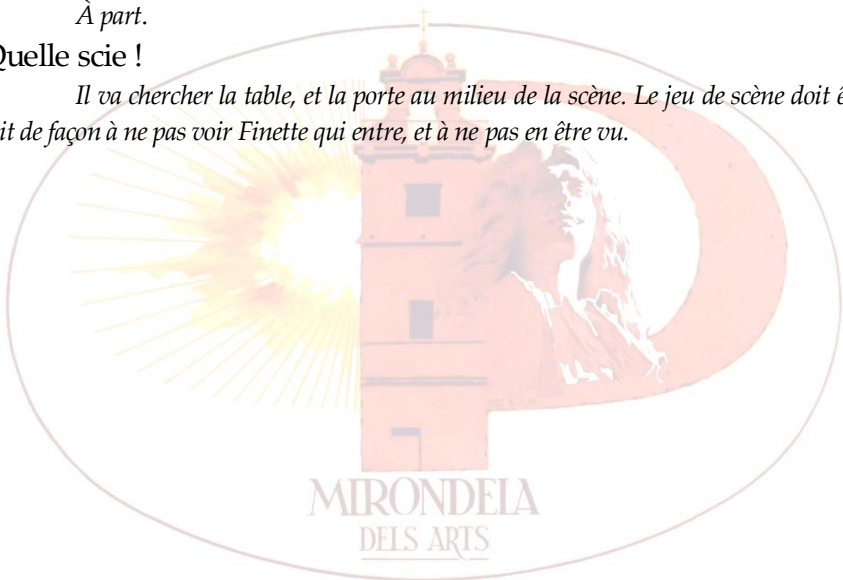 À part.
Quelle scie !
Il va chercher la table, et la porte au milieu de la scène. Le jeu de scène doit
de façon à ne pas voir Finette qui entre, et à ne pas en être vu.
MIRONDELA
DELS ARTS